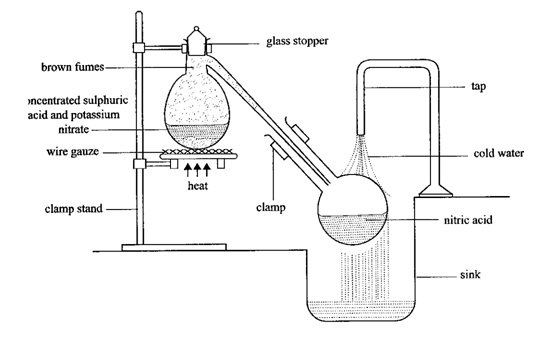 glass stopper
brown fumes
tap
oncentrated sulphuric
acid and potassium
nitrate
wire gauze
cold water
heat
clamp stand
clamp
nitric acid
sink